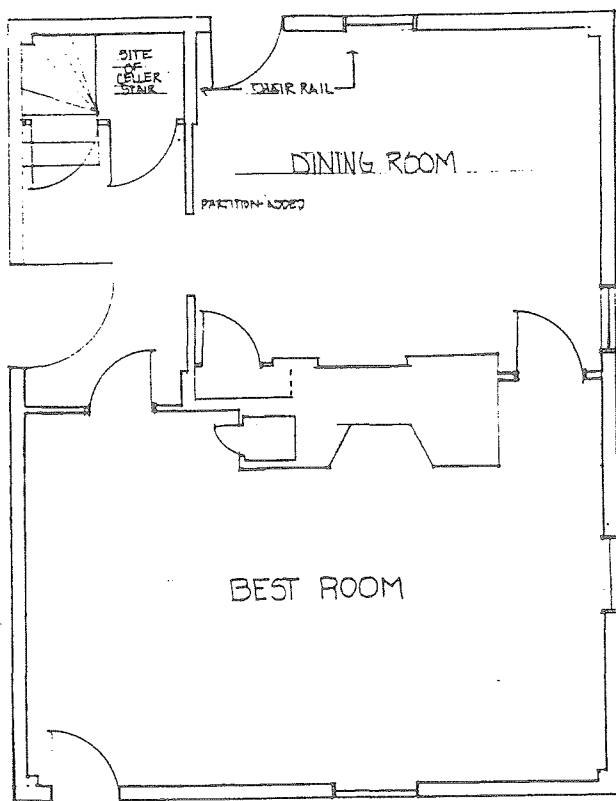 SITE
OF
CELLER
STAIR
CHAIR RAIL
DINING ROOM
PARTITION ADDED
BEST ROOM